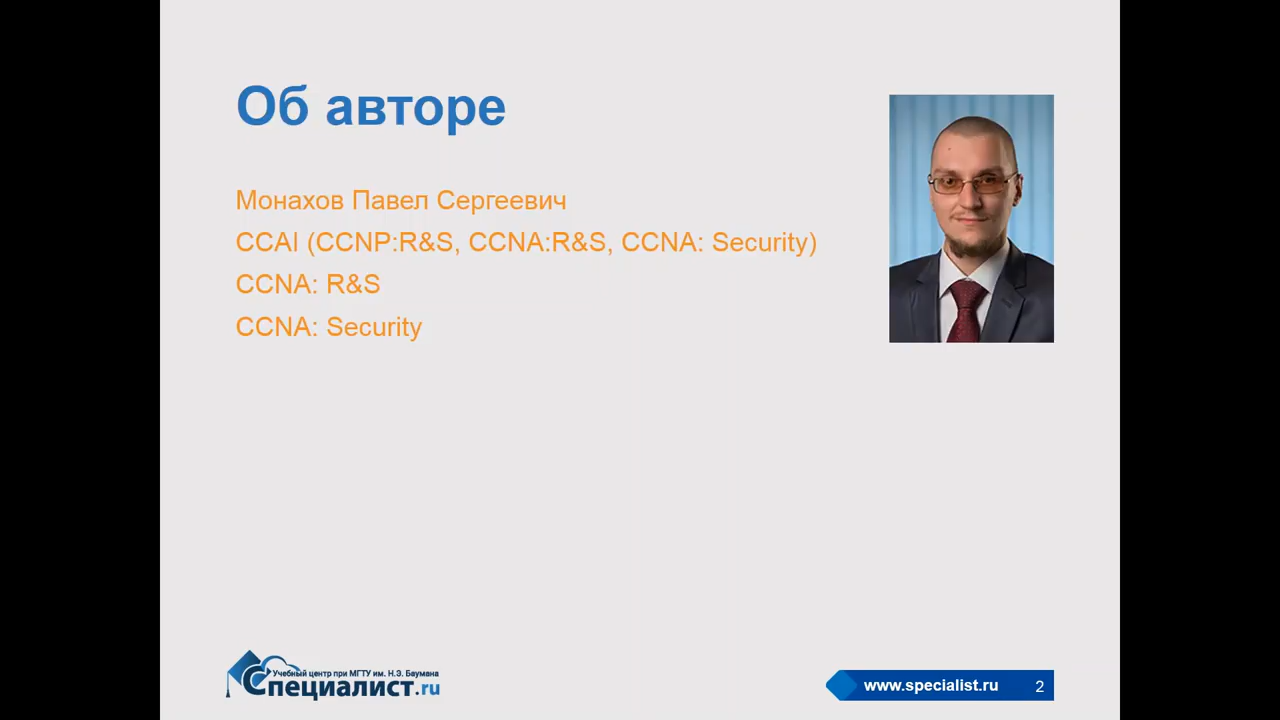 Об авторе
Монахов Павел Сергеевич
CCAI (CCNP:R&S, CCNA:R&S, CCNA: Security)
CCNA: R&S
CCNA: Security
Учебный центр при МГТУ им. Н.Э. Баумана
Специалист.ru
www.specialist.ru 2